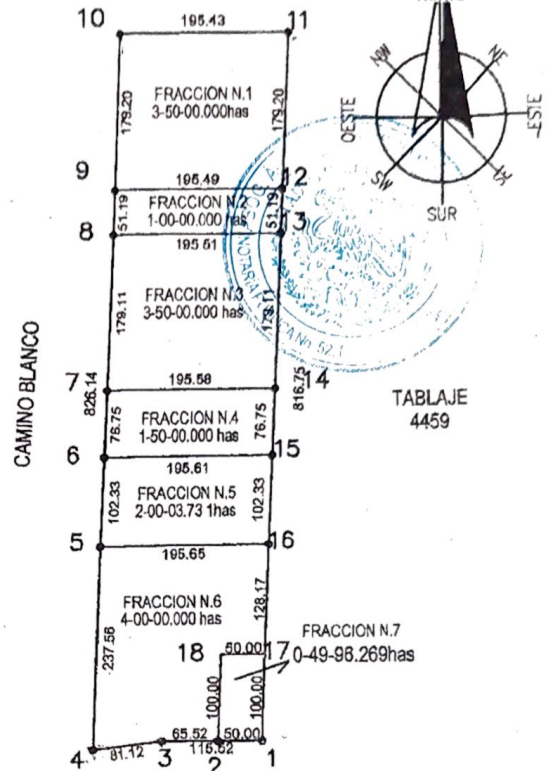 10
195.43
11
179.20
FRACCION N.1
3-50-00.000has
179.20
NW
NE
OESTE
ESTE
SW
SUR
9
195.49
12
51.19
FRACCION N.2
1-00-00.000 has
51.19
8
195.51
13
179.11
FRACCION N.3
3-50-00.000 has
179.11
CAMINO BLANCO
7
195.58
14
826.14
816.75
TABLAJE
4459
76.75
FRACCION N.4
1-50-00.000 has
76.75
6
195.61
15
102.33
FRACCION N.5
2-00-03.73 1has
102.33
5
195.65
16
FRACCION N.6
4-00-00.000 has
128.17
237.56
FRACCION N.7
0-49-96.269has
18
50.00
17
100.00
100.00
65.52
50.00
4
81.12
3
115.52
2
1